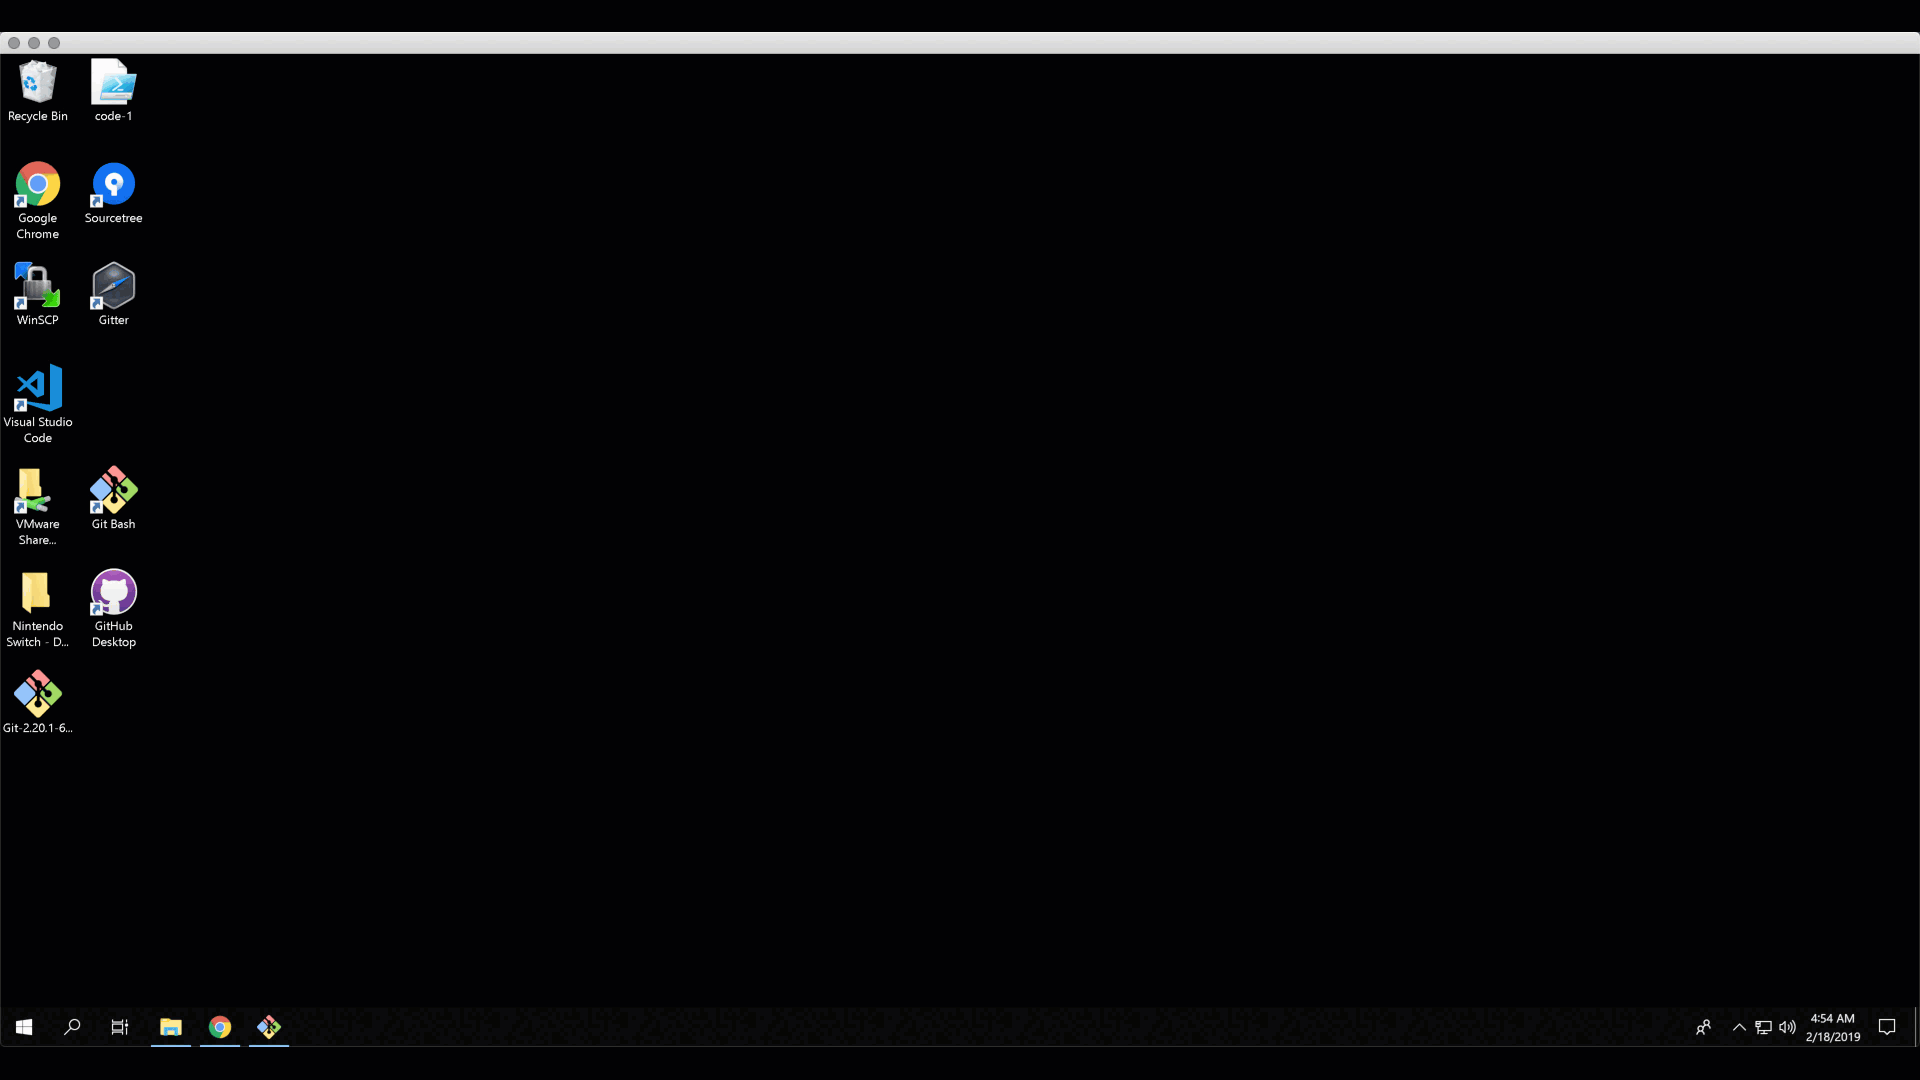 Recycle Bin
code-1
Google
Chrome
Sourcetree
WinSCP
Gitter
Visual Studio
Code
VMware
Share...
Git Bash
Nintendo
Switch - D...
GitHub
Desktop
Git-2.20.1-6...
4:54 AM
2/18/2019